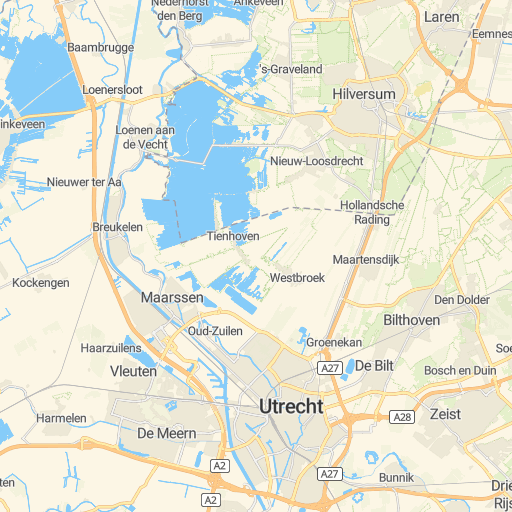 Nederhorst
den Berg
Ankeveen
Laren
Eemnes
Baambrugge
's-Graveland
Loenersloot
Hilversum
inkeveen
Loenen aan
de Vecht
Nieuw-Loosdrecht
Nieuwer ter Aa
Hollandsche
Rading
Breukelen
Tienhoven
Maartensdijk
Westbroek
Kockengen
Maarssen
Den Dolder
Bilthoven
Oud-Zuilen
Groenekan
Haarzuilens
Soe
Vleuten
A27
De Bilt
Bosch en Duin
Utrecht
Zeist
Harmelen
A28
De Meern
A2
A27
Bunnik
Drie
Rijs
ten
A2